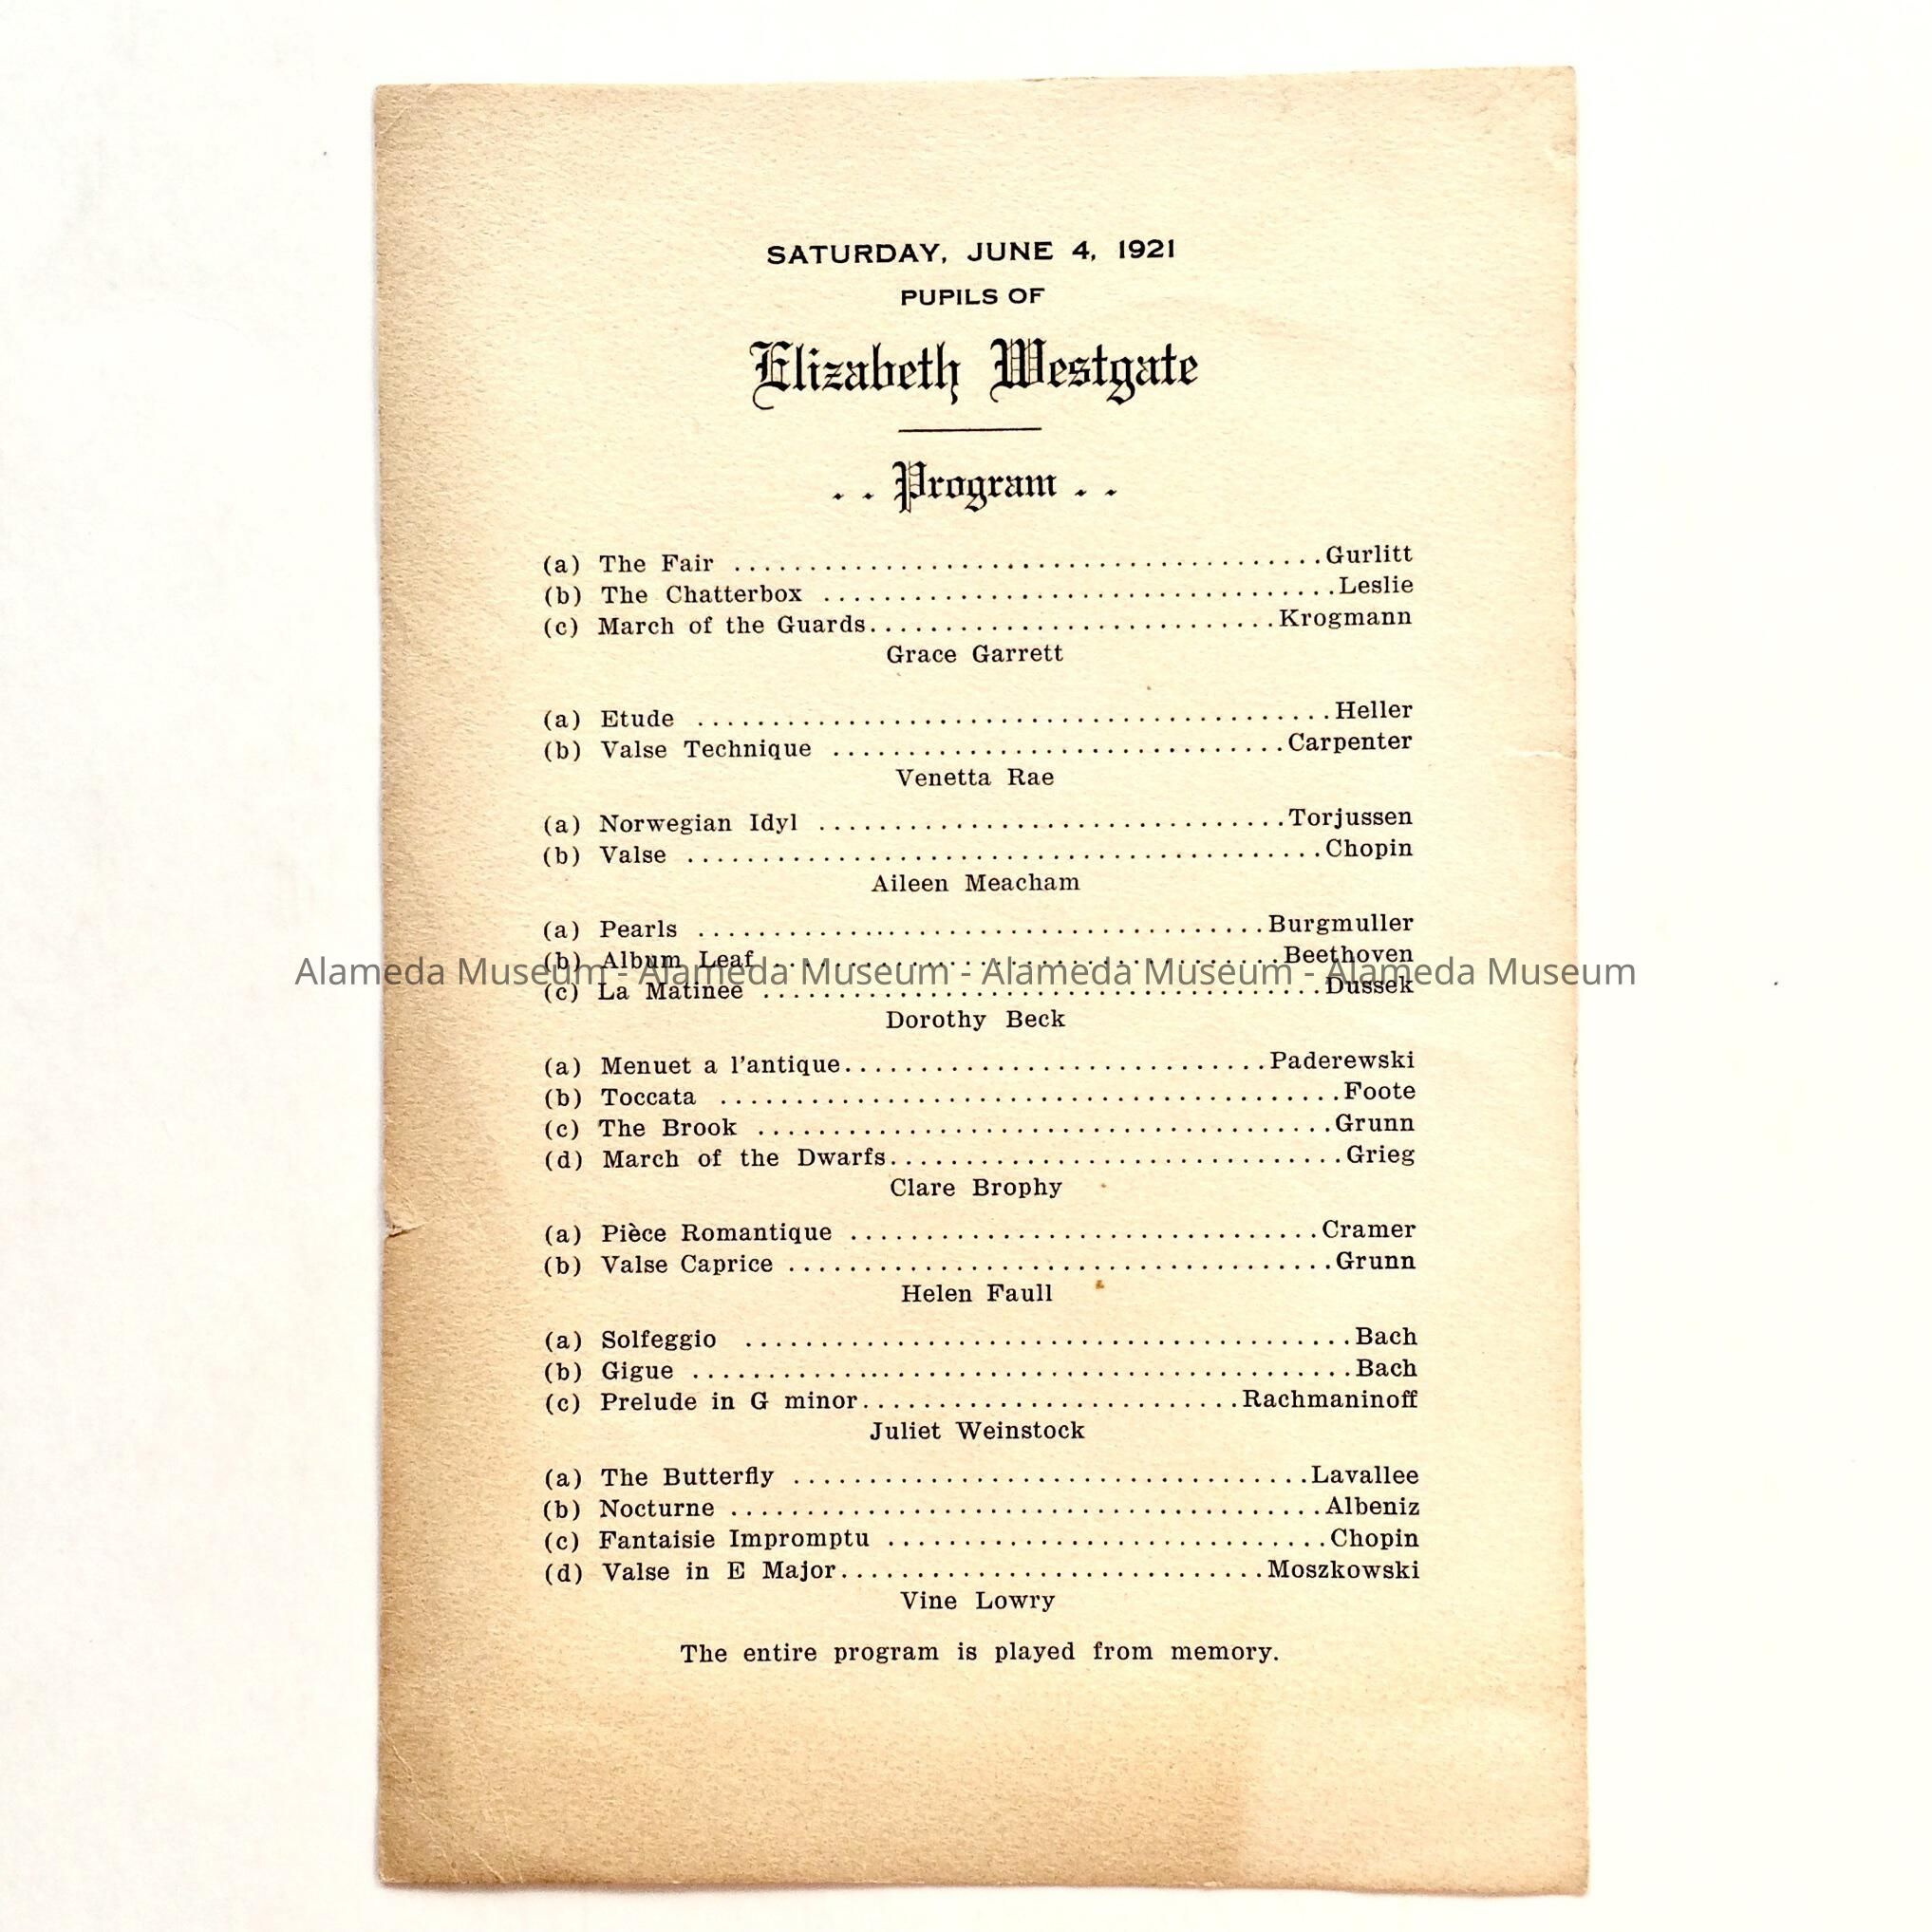 SATURDAY, JUNE 4, 1921
PUPILS OF
Elizabeth Westgate
. . Program . .
(a) The Fair ........................................Gurlitt
(b) The Chatterbox ...................................Leslie
(c) March of the Guards...........................Krogmann
Grace Garrett
(a) Etude ...........................................Heller
(b) Valse Technique ...............................Carpenter
Venetta Rae
(a) Norwegian Idyl ................................Torjussen
(b) Valse ...........................................Chopin
Aileen Meacham
(a) Pearls .......................................Burgmuller
(b) Album Leaf ...................................Beethoven
Alameda Museum - Alameda Museum - Alameda Museum - Alameda Museum
(c) La Matinee ......................................Dussek
Dorothy Beck
(a) Menuet a l'antique............................Paderewski
(b) Toccata ..........................................Foote
(c) The Brook .......................................Grunn
(d) March of the Dwarfs...............................Grieg
Clare Brophy
(a) Pièce Romantique ................................Cramer
(b) Valse Caprice .....................................Grunn
Helen Faull
(a) Solfeggio .........................................Bach
(b) Gigue .............................................Bach
(c) Prelude in G minor..........................Rachmaninoff
Juliet Weinstock
(a) The Butterfly ...................................Lavallee
(b) Nocturne ........................................Albeniz
(c) Fantaisie Impromptu ..............................Chopin
(d) Valse in E Major.............................Moszkowski
Vine Lowry
The entire program is played from memory.